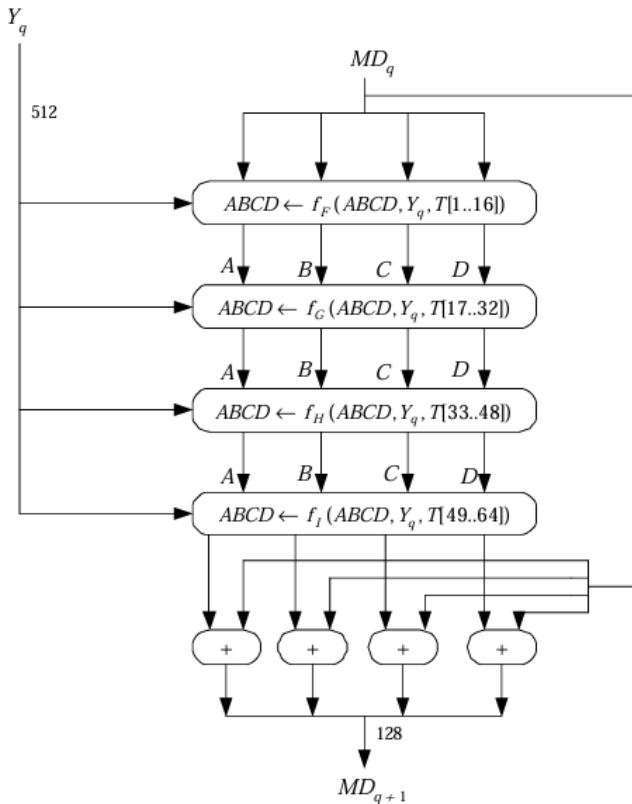 Y_q
MD_q
512
ABCD ← f_F (ABCD, Y_q, T[1..16])
A B C D
ABCD ← f_G (ABCD, Y_q, T[17..32])
A B C D
ABCD ← f_H (ABCD, Y_q, T[33..48])
A B C D
ABCD ← f_I (ABCD, Y_q, T[49..64])
+ + + +
128
MD_{q+1}